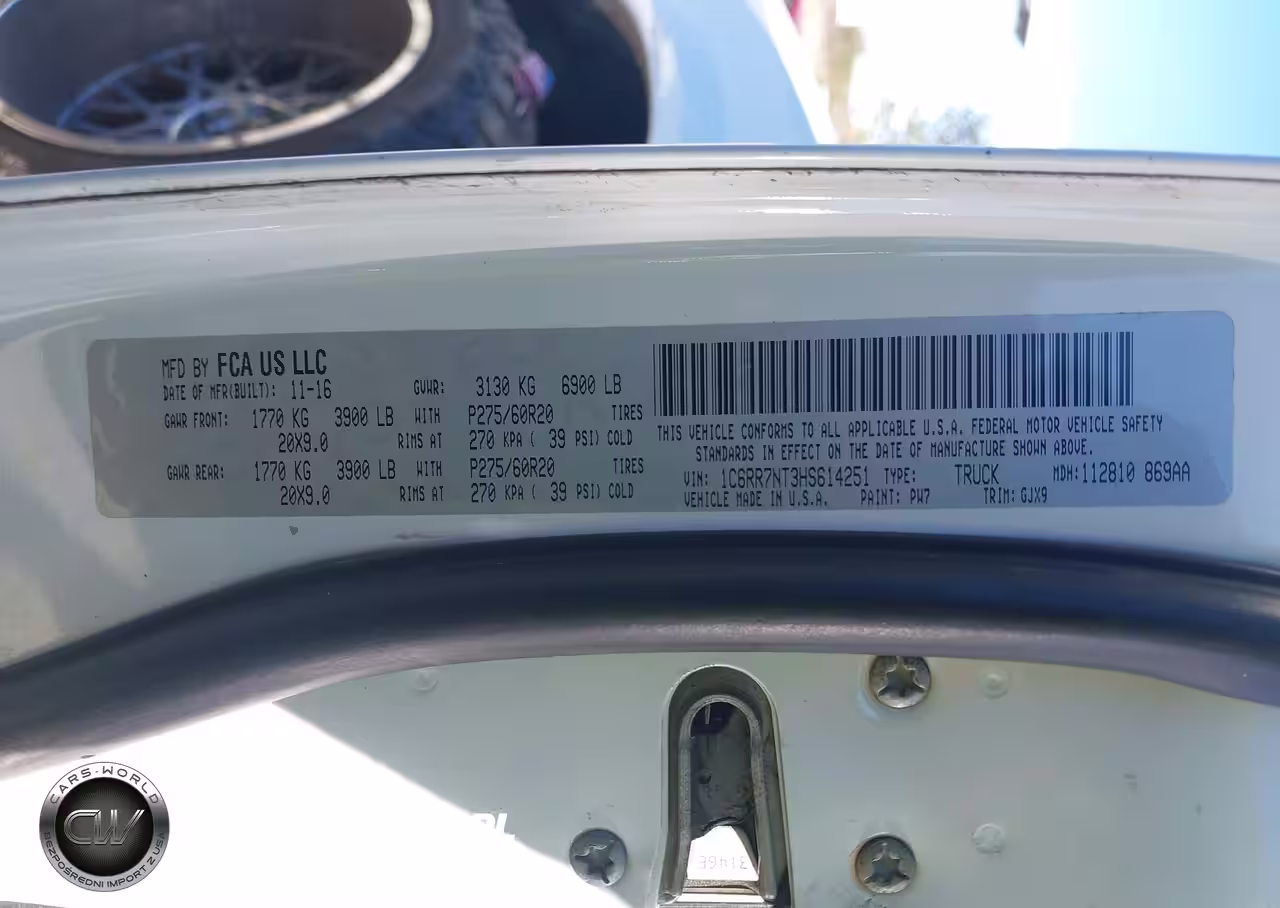 MFD BY FCA US LLC
DATE OF MFR(BUILT): 11-16 GVWR: 3130 KG 6900 LB
GAWR FRONT: 1770 KG 3900 LB WITH P275/60R20 TIRES
20X9.0 RIMS AT 270 KPA ( 39 PSI) COLD
GAWR REAR: 1770 KG 3900 LB WITH P275/60R20 TIRES
20X9.0 RIMS AT 270 KPA ( 39 PSI) COLD
THIS VEHICLE CONFORMS TO ALL APPLICABLE U.S.A. FEDERAL MOTOR VEHICLE SAFETY
STANDARDS IN EFFECT ON THE DATE OF MANUFACTURE SHOWN ABOVE.
VIN: 1C6RR7NT3HS614251 TYPE: TRUCK MDH:112810 869AA
VEHICLE MADE IN U.S.A. PAINT: PW7 TRIM:GJX9
CARS-WORLD
CW
BEZPOŚREDNI IMPORT Z USA